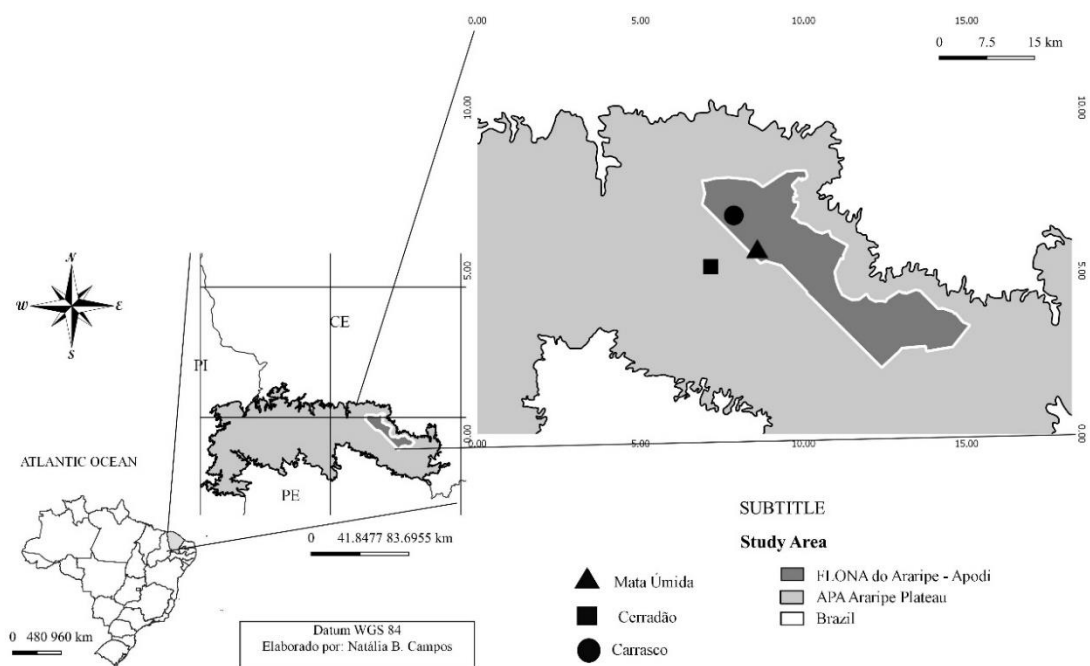 0.00 5.00 10.00 15.00
0 7.5 15 km
10.00
10.00
5.00
5.00
0.00
0.00
0.00 5.00 10.00 15.00
N
W E
S
CE
PI
PE
ATLANTIC OCEAN
0 41.8477 83.6955 km
0 480 960 km
Datum WGS 84
Elaborado por: Natália B. Campos
SUBTITLE
Study Area
Mata Úmida
Cerradão
Carrasco
FLONA do Araripe - Apodi
APA Araripe Plateau
Brazil